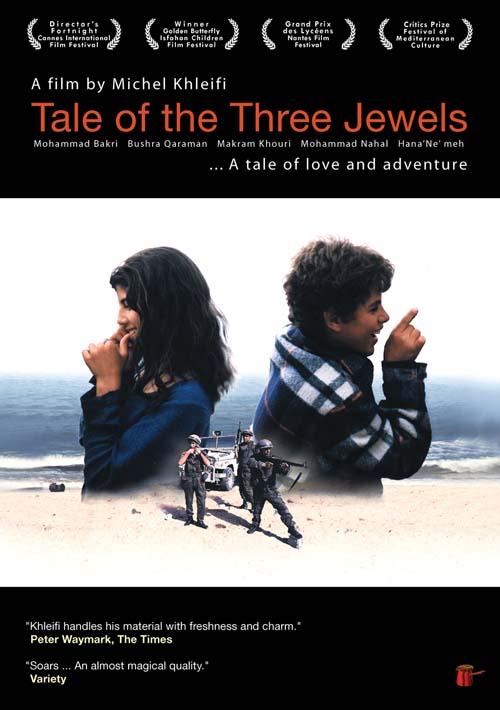 Director's
Fortnight
Cannes International
Film Festival
Winner
Golden Butterfly
Isfahan Children
Film Festival
Grand Prix
des Lycéens
Nantes Film
Festival
Critics Prize
Festival of
Mediterranean
Culture
A film by Michel Khleifi
Tale of the Three Jewels
Mohammad Bakri Bushra Qaraman Makram Khouri Mohammad Nahal Hana'Ne' meh
... A tale of love and adventure
"Khleifi handles his material with freshness and charm."
Peter Waymark, The Times
"Soars ... An almost magical quality."
Variety